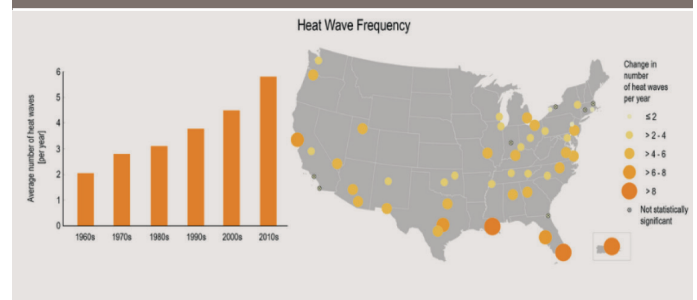 Heat Wave Frequency
Average number of heat waves
[per year]
6
5
4
3
2
1
0
1960s 1970s 1980s 1990s 2000s 2010s
Change in
number
of heat waves
per year
≤ 2
> 2 - 4
> 4 - 6
> 6 - 8
> 8
Not statistically
significant